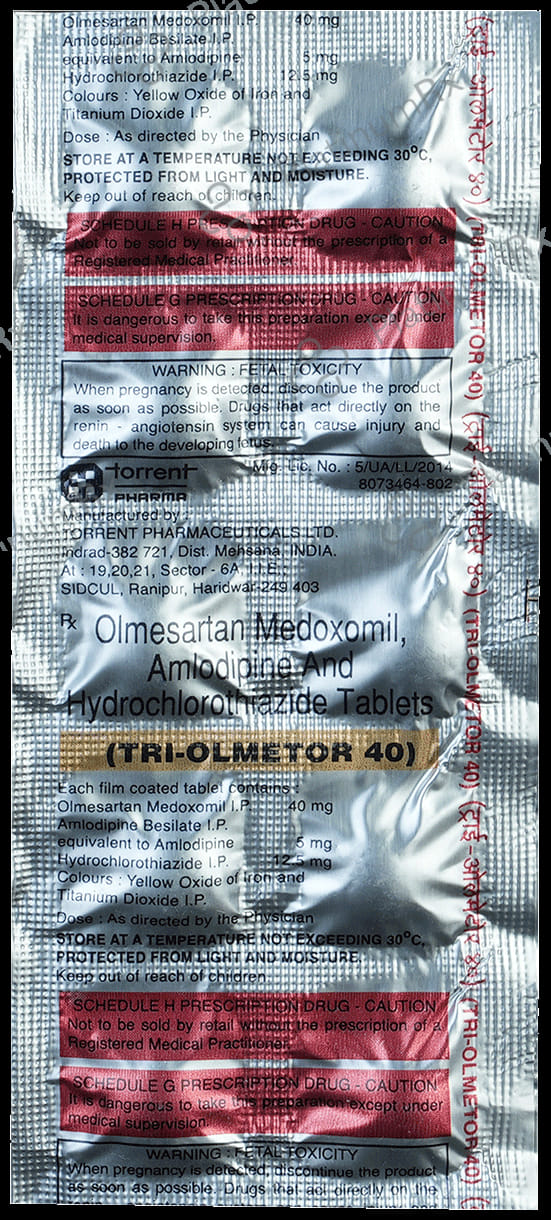 Olmesartan Medoxomil I.P. 40 mg
Amlodipine Besilate I.P.
equivalent to Amlodipine 5 mg
Hydrochlorothiazide I.P. 12.5 mg
Colours : Yellow Oxide of Iron and
Titanium Dioxide I.P.
Dose : As directed by the Physician
STORE AT A TEMPERATURE NOT EXCEEDING 30°C,
PROTECTED FROM LIGHT AND MOISTURE.
Keep out of reach of children.
SCHEDULE H PRESCRIPTION DRUG - CAUTION
Not to be sold by retail without the prescription of a
Registered Medical Practitioner.
SCHEDULE G PRESCRIPTION DRUG - CAUTION
It is dangerous to take this preparation except under
medical supervision.
WARNING : FETAL TOXICITY
When pregnancy is detected, discontinue the product
as soon as possible. Drugs that act directly on the
renin - angiotensin system can cause injury and
death to the developing fetus.
torrent
PHARMA
Mfg. Lic. No. : 5/UA/LL/2014
8073464-802
Manufactured by :
TORRENT PHARMACEUTICALS LTD.
Indrad-382 721, Dist. Mehsana, INDIA.
At : 19,20,21, Sector - 6A, I.I.E.,
SIDCUL, Ranipur, Haridwar-249 403
Rx Olmesartan Medoxomil,
Amlodipine And
Hydrochlorothiazide Tablets
(TRI-OLMETOR 40)
Each film coated tablet contains :
Olmesartan Medoxomil I.P. 40 mg
Amlodipine Besilate I.P.
equivalent to Amlodipine 5 mg
Hydrochlorothiazide I.P. 12.5 mg
Colours : Yellow Oxide of Iron and
Titanium Dioxide I.P.
Dose : As directed by the Physician
STORE AT A TEMPERATURE NOT EXCEEDING 30°C,
PROTECTED FROM LIGHT AND MOISTURE.
Keep out of reach of children.
SCHEDULE H PRESCRIPTION DRUG - CAUTION
Not to be sold by retail without the prescription of a
Registered Medical Practitioner.
SCHEDULE G PRESCRIPTION DRUG - CAUTION
It is dangerous to take this preparation except under
medical supervision.
WARNING : FETAL TOXICITY
When pregnancy is detected, discontinue the product
as soon as possible. Drugs that act directly on the
(ट्राई-ओलमेटोर ४०) (TRI-OLMETOR 40) (ट्राई-ओलमेटोर ४०) (TRI-OLMETOR 40) (ट्राई-ओलमेटोर ४०) (TRI-OLMETOR 40)